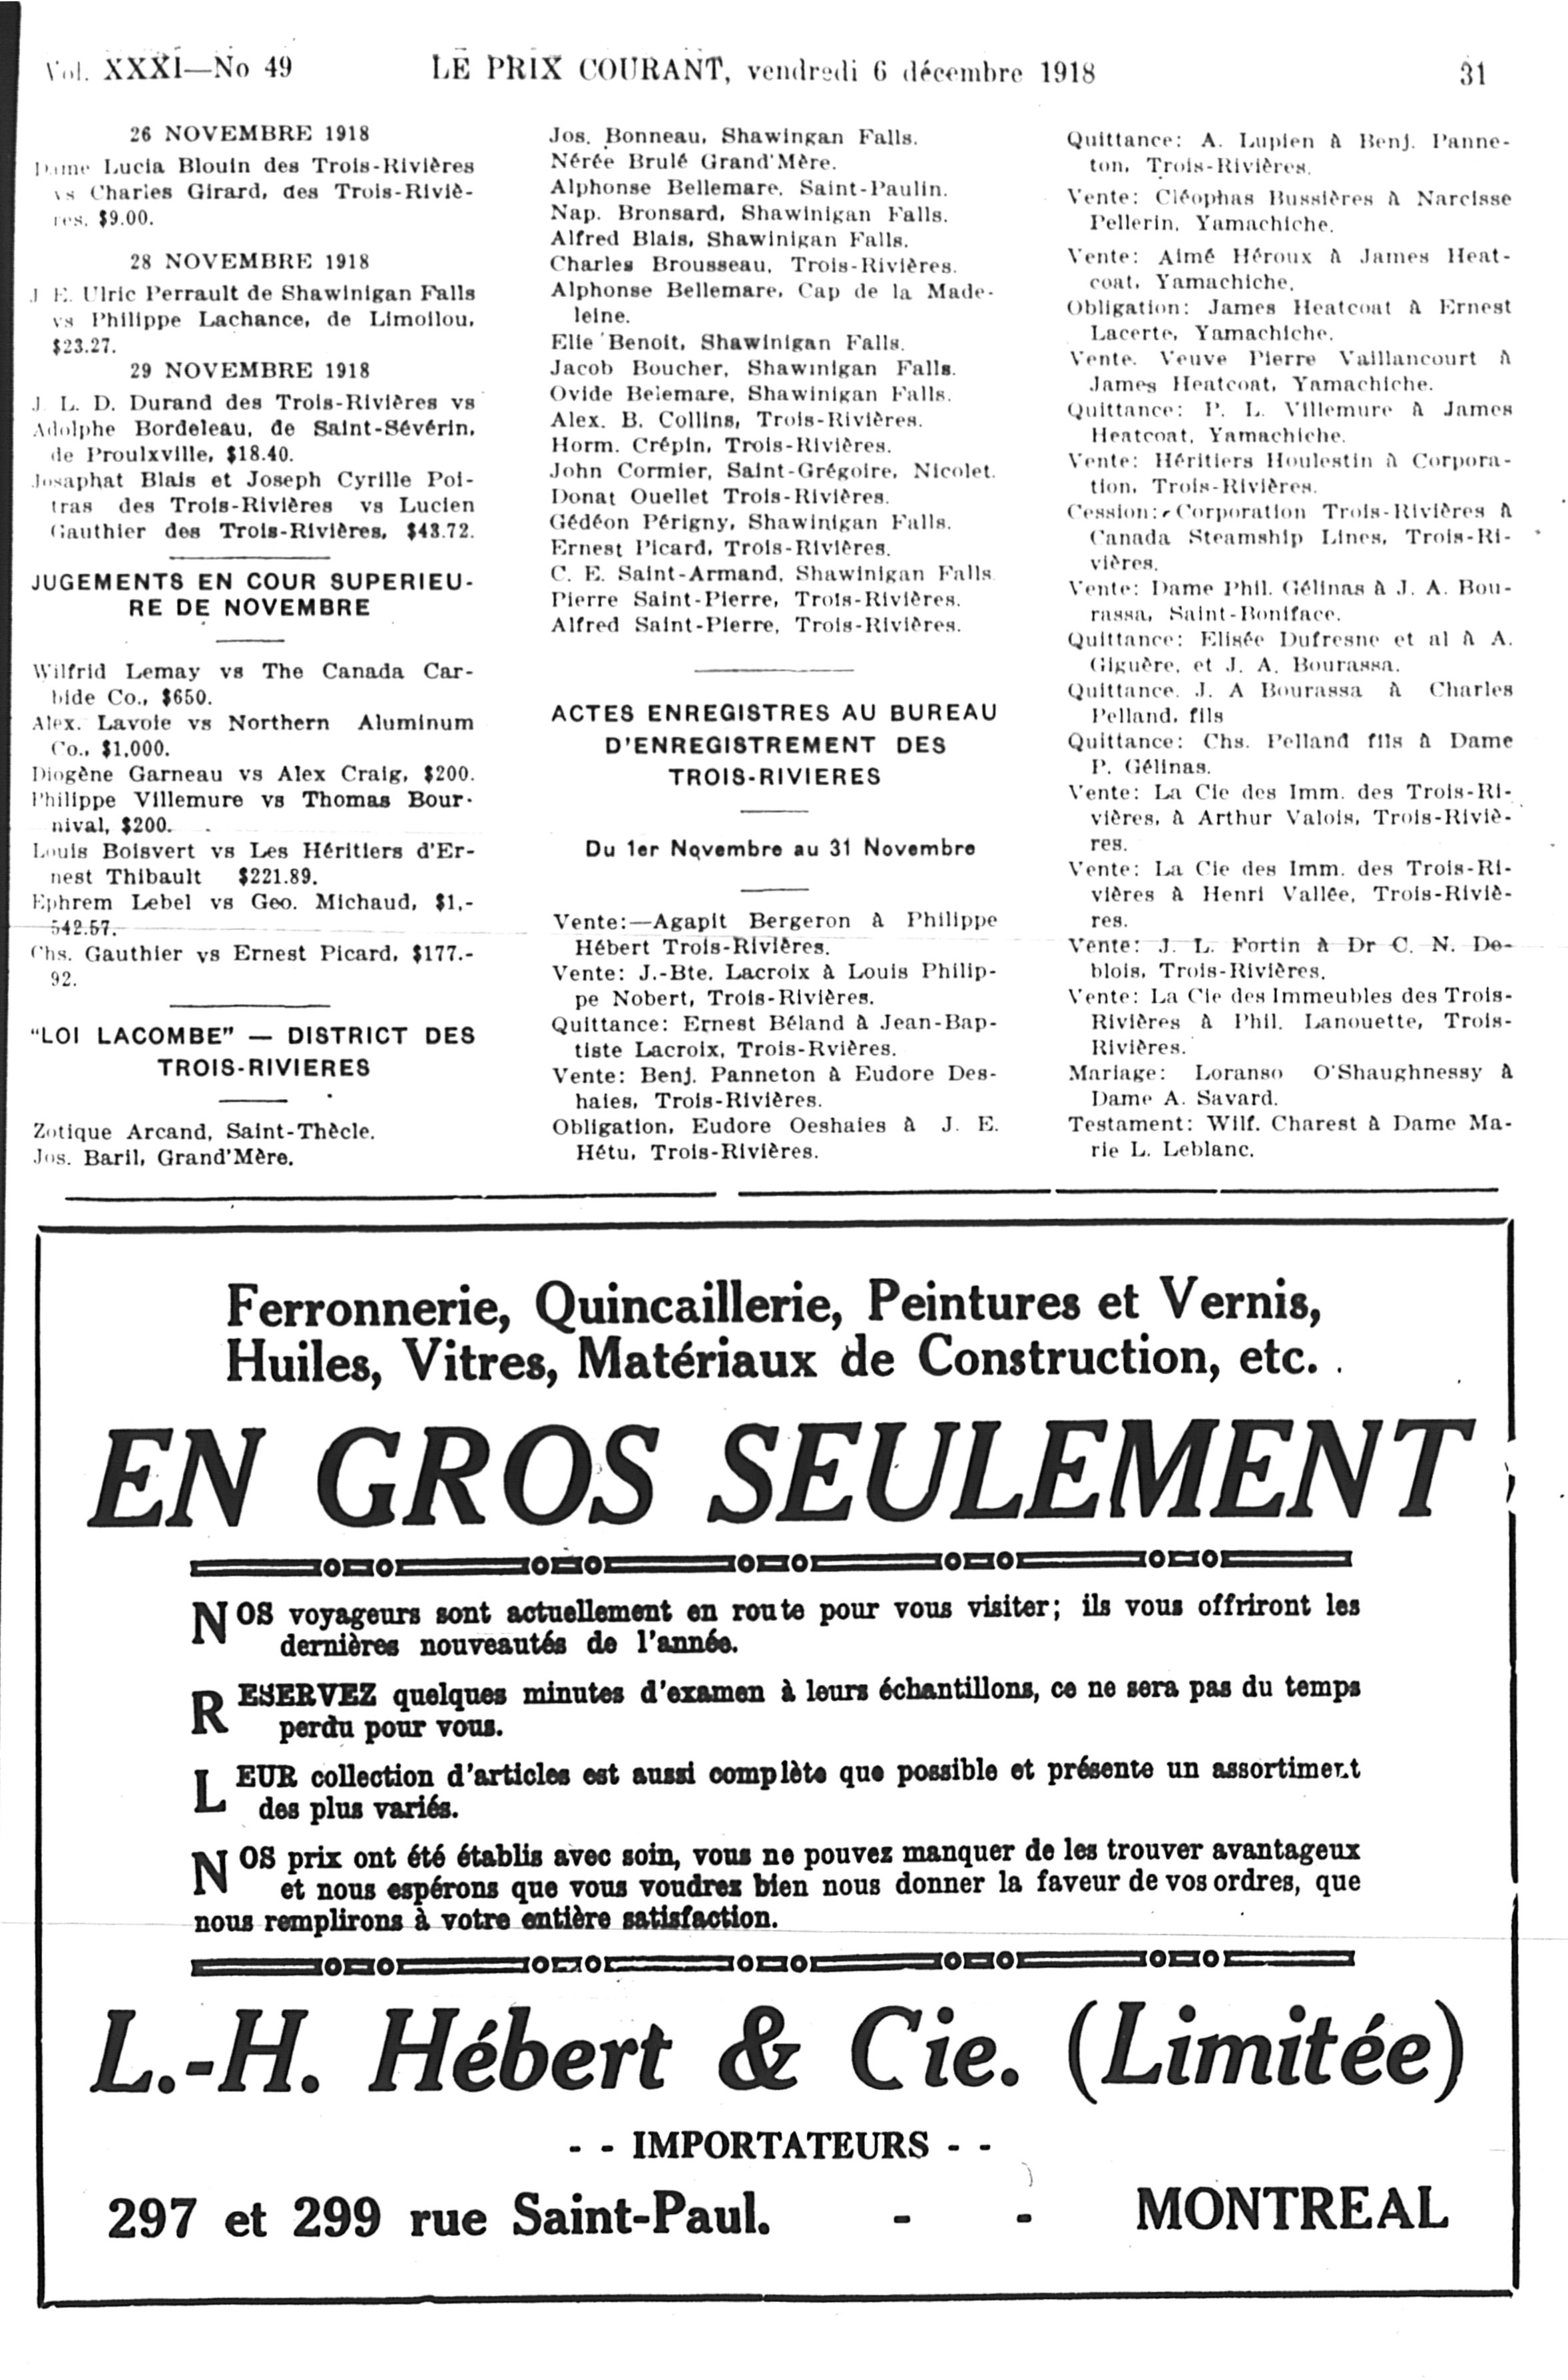 Vol. XXXI—No 49
LE PRIX COURANT, vendredi 6 décembre 1918
31
26 NOVEMBRE 1918
Dame Lucia Blouin des Trois-Rivières
vs Charles Girard, des Trois-Riviè-
res, $9.00.
28 NOVEMBRE 1918
J E. Ulric Perrault de Shawinigan Falls
vs Philippe Lachance, de Limoilou,
$23.27.
29 NOVEMBRE 1918
J. L. D. Durand des Trois-Rivières vs
Adolphe Bordeleau, de Saint-Sévérin,
de Proulxville, $18.40.
Josaphat Blais et Joseph Cyrille Poi-
tras des Trois-Rivières vs Lucien
Gauthier des Trois-Rivières, $43.72.
JUGEMENTS EN COUR SUPERIEU-
RE DE NOVEMBRE
Wilfrid Lemay vs The Canada Car-
bide Co., $650.
Alex. Lavoie vs Northern Aluminum
Co., $1,000.
Diogène Garneau vs Alex Craig, $200.
Philippe Villemure vs Thomas Bour-
nival, $200.
Louis Boisvert vs Les Héritiers d'Er-
nest Thibault $221.89.
Ephrem Lebel vs Geo. Michaud, $1,-
542.57.
Chs. Gauthier vs Ernest Picard, $177.-
92.
"LOI LACOMBE" — DISTRICT DES
TROIS-RIVIERES
Zotique Arcand, Saint-Thècle.
Jos. Baril, Grand'Mère.
Jos. Bonneau, Shawingan Falls.
Nérée Brulé Grand'Mère.
Alphonse Bellemare, Saint-Paulin.
Nap. Bronsard, Shawinigan Falls.
Alfred Blais, Shawinigan Falls.
Charles Brousseau, Trois-Rivières.
Alphonse Bellemare, Cap de la Made-
leine.
Elie Benoit, Shawinigan Falls.
Jacob Boucher, Shawinigan Falls.
Ovide Belemare, Shawinigan Falls.
Alex. B. Collins, Trois-Rivières.
Horm. Crépin, Trois-Rivières.
John Cormier, Saint-Grégoire, Nicolet.
Donat Ouellet Trois-Rivières.
Gédéon Périgny, Shawinigan Falls.
Ernest Picard, Trois-Rivières.
C. E. Saint-Armand, Shawinigan Falls
Pierre Saint-Pierre, Trois-Rivières.
Alfred Saint-Pierre, Trois-Rivières.
ACTES ENREGISTRES AU BUREAU
D'ENREGISTREMENT DES
TROIS-RIVIERES
Du 1er Novembre au 31 Novembre
Vente:—Agapit Bergeron à Philippe
Hébert Trois-Rivières.
Vente: J.-Bte. Lacroix à Louis Philip-
pe Nobert, Trois-Rivières.
Quittance: Ernest Béland à Jean-Bap-
tiste Lacroix, Trois-Rvières.
Vente: Benj. Panneton à Eudore Des-
haies, Trois-Rivières.
Obligation, Eudore Oeshaies à J. E.
Hétu, Trois-Rivières.
Quittance: A. Lupien à Benj. Panne-
ton, Trois-Rivières.
Vente: Cléophas Bussières à Narcisse
Pellerin, Yamachiche.
Vente: Aimé Héroux à James Heat-
coat, Yamachiche.
Obligation: James Heatcoat à Ernest
Lacerte, Yamachiche.
Vente. Veuve Pierre Vaillancourt à
James Heatcoat, Yamachiche.
Quittance: P. L. Villemure à James
Heatcoat, Yamachiche.
Vente: Héritiers Houlestin à Corpora-
tion, Trois-Rivières.
Cession: Corporation Trois-Rivières à
Canada Steamship Lines, Trois-Ri-
vières.
Vente: Dame Phil. Gélinas à J. A. Bou-
rassa, Saint-Boniface.
Quittance: Elisée Dufresne et al à A.
Giguère, et J. A. Bourassa.
Quittance. J. A Bourassa à Charles
Pelland, fils
Quittance: Chs. Pelland fils à Dame
P. Gélinas.
Vente: La Cie des Imm. des Trois-Ri-
vières, à Arthur Valois, Trois-Riviè-
res.
Vente: La Cie des Imm. des Trois-Ri-
vières à Henri Vallée, Trois-Riviè-
res.
Vente: J. L. Fortin à Dr C. N. De-
blois, Trois-Rivières.
Vente: La Cie des Immeubles des Trois-
Rivières à Phil. Lanouette, Trois-
Rivières.
Mariage: Loranso O'Shaughnessy à
Dame A. Savard.
Testament: Wilf. Charest à Dame Ma-
rie L. Leblanc.
Ferronnerie, Quincaillerie, Peintures et Vernis,
Huiles, Vitres, Matériaux de Construction, etc. .
EN GROS SEULEMENT
NOS voyageurs sont actuellement en route pour vous visiter; ils vous offriront les
dernières nouveautés de l'année.
RESERVEZ quelques minutes d'examen à leurs échantillons, ce ne sera pas du temps
perdu pour vous.
LEUR collection d'articles est aussi complète que possible et présente un assortiment
des plus variés.
NOS prix ont été établis avec soin, vous ne pouvez manquer de les trouver avantageux
et nous espérons que vous voudrez bien nous donner la faveur de vos ordres, que
nous remplirons à votre entière satisfaction.
L.-H. Hébert & Cie. (Limitée)
- - IMPORTATEURS - -
297 et 299 rue Saint-Paul. - - MONTREAL